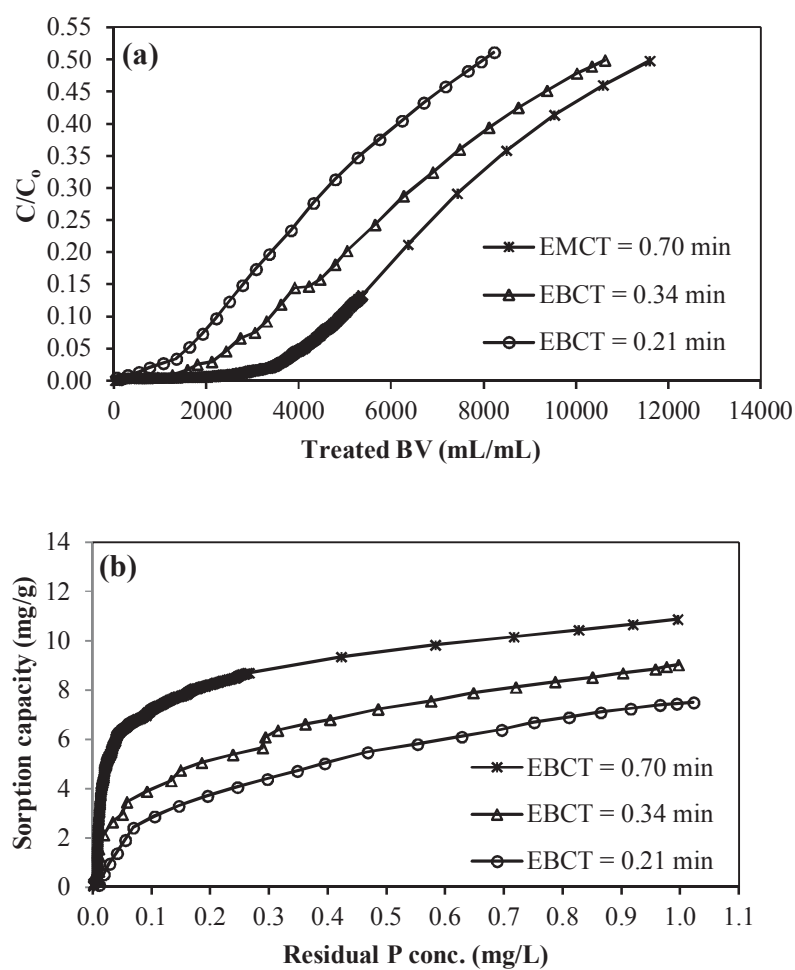 (a)
0.55
0.50
0.45
0.40
0.35
0.30
0.25
0.20
0.15
0.10
0.05
0.00
C/Co
EMCT = 0.70 min
EBCT = 0.34 min
EBCT = 0.21 min
0 2000 4000 6000 8000 10000 12000 14000
Treated BV (mL/mL)
(b)
14
12
10
8
6
4
2
0
Sorption capacity (mg/g)
EBCT = 0.70 min
EBCT = 0.34 min
EBCT = 0.21 min
0.0 0.1 0.2 0.3 0.4 0.5 0.6 0.7 0.8 0.9 1.0 1.1
Residual P conc. (mg/L)